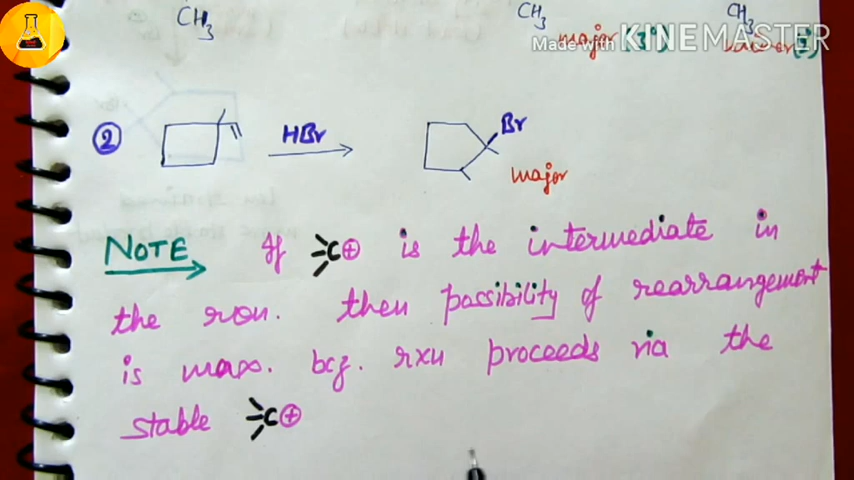 CH3 CH3 CH3
major (3°)
Made with KINEMASTER
② HBr Br
major
NOTE If C⊕ is the intermediate in
the rxn. then possibility of rearrangement
is max. bcz. rxn proceeds via the
stable C⊕